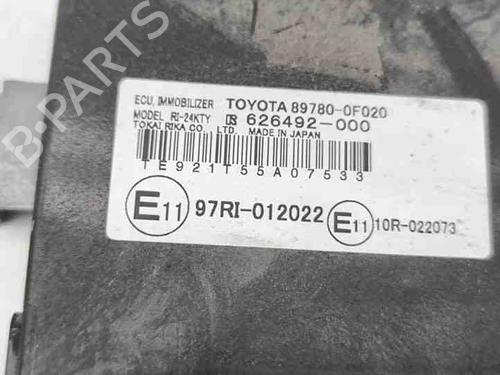 B-PARTS
ECU, IMMOBILIZER TOYOTA 89780-0F020
MODEL RI-24KTY 626492-000
TOKAI RIKA CO., LTD. MADE IN JAPAN
TE921T55A07533
E11 97RI-012022 E11 10R-022073